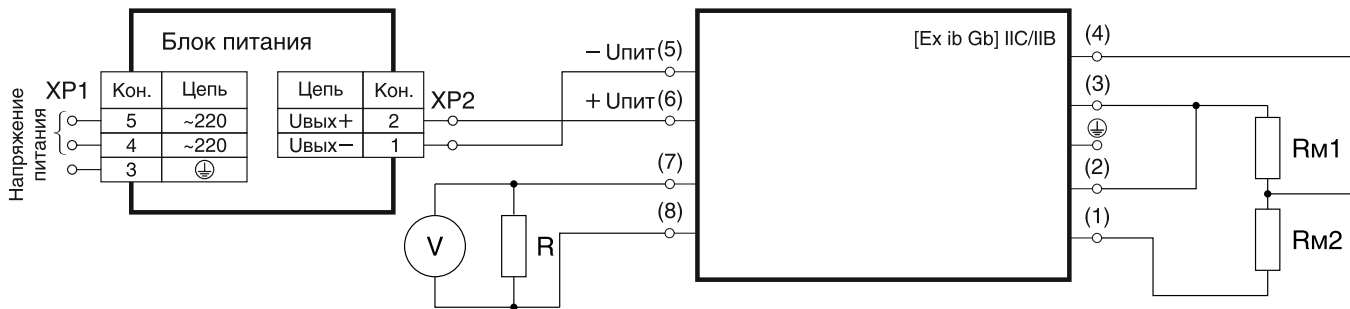 Блок питания
XP1
Кон. Цепь
5 ~220
4 ~220
3
Напряжение
питания
Цепь Кон.
Uвых+ 2
Uвых− 1
XP2
− Uпит (5)
+ Uпит (6)
(7)
(8)
V
R
[Ex ib Gb] IIC/IIB
(4)
(3)
(2)
(1)
Rм1
Rм2